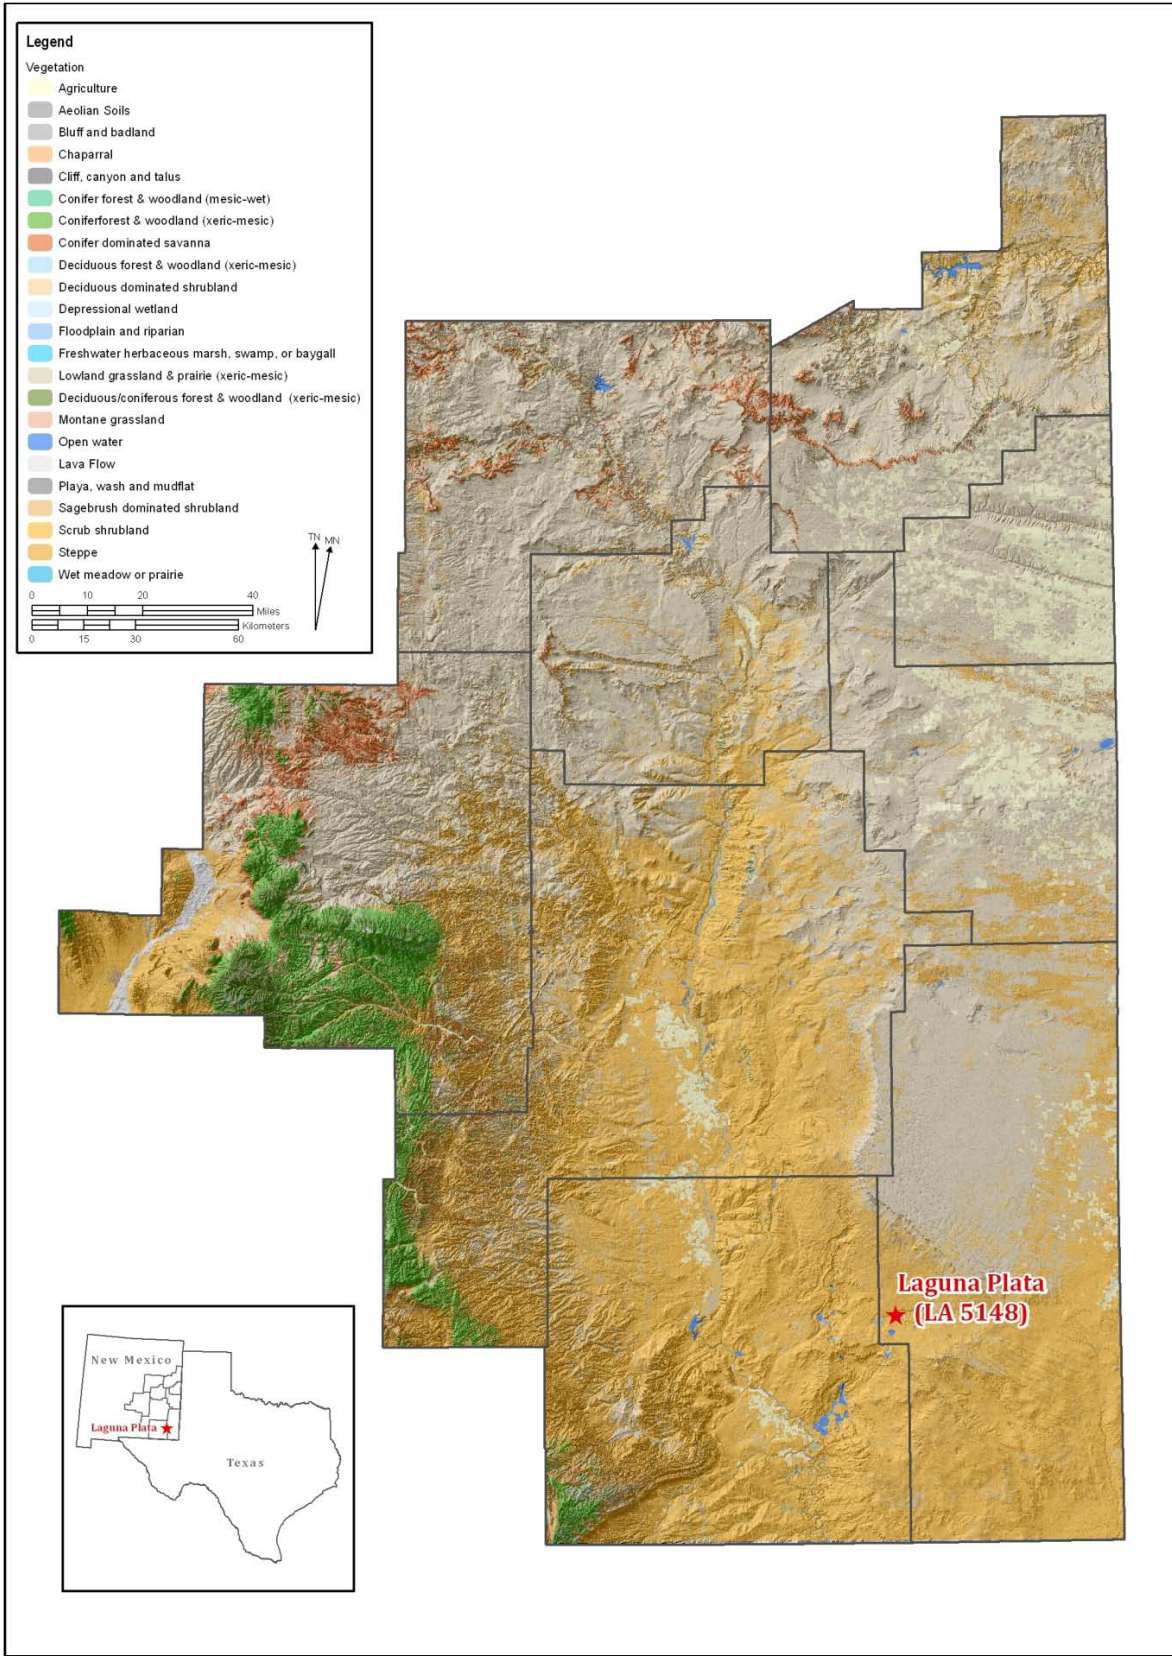 Legend
Vegetation
Agriculture
Aeolian Soils
Bluff and badland
Chaparral
Cliff, canyon and talus
Conifer forest & woodland (mesic-wet)
Coniferforest & woodland (xeric-mesic)
Conifer dominated savanna
Deciduous forest & woodland (xeric-mesic)
Deciduous dominated shrubland
Depressional wetland
Floodplain and riparian
Freshwater herbaceous marsh, swamp, or baygall
Lowland grassland & prairie (xeric-mesic)
Deciduous/coniferous forest & woodland (xeric-mesic)
Montane grassland
Open water
Lava Flow
Playa, wash and mudflat
Sagebrush dominated shrubland
Scrub shrubland
Steppe
Wet meadow or prairie
TN MN
0 10 20 40
Miles
Kilometers
0 15 30 60
Laguna Plata
(LA 5148)
New Mexico
Laguna Plata
Texas